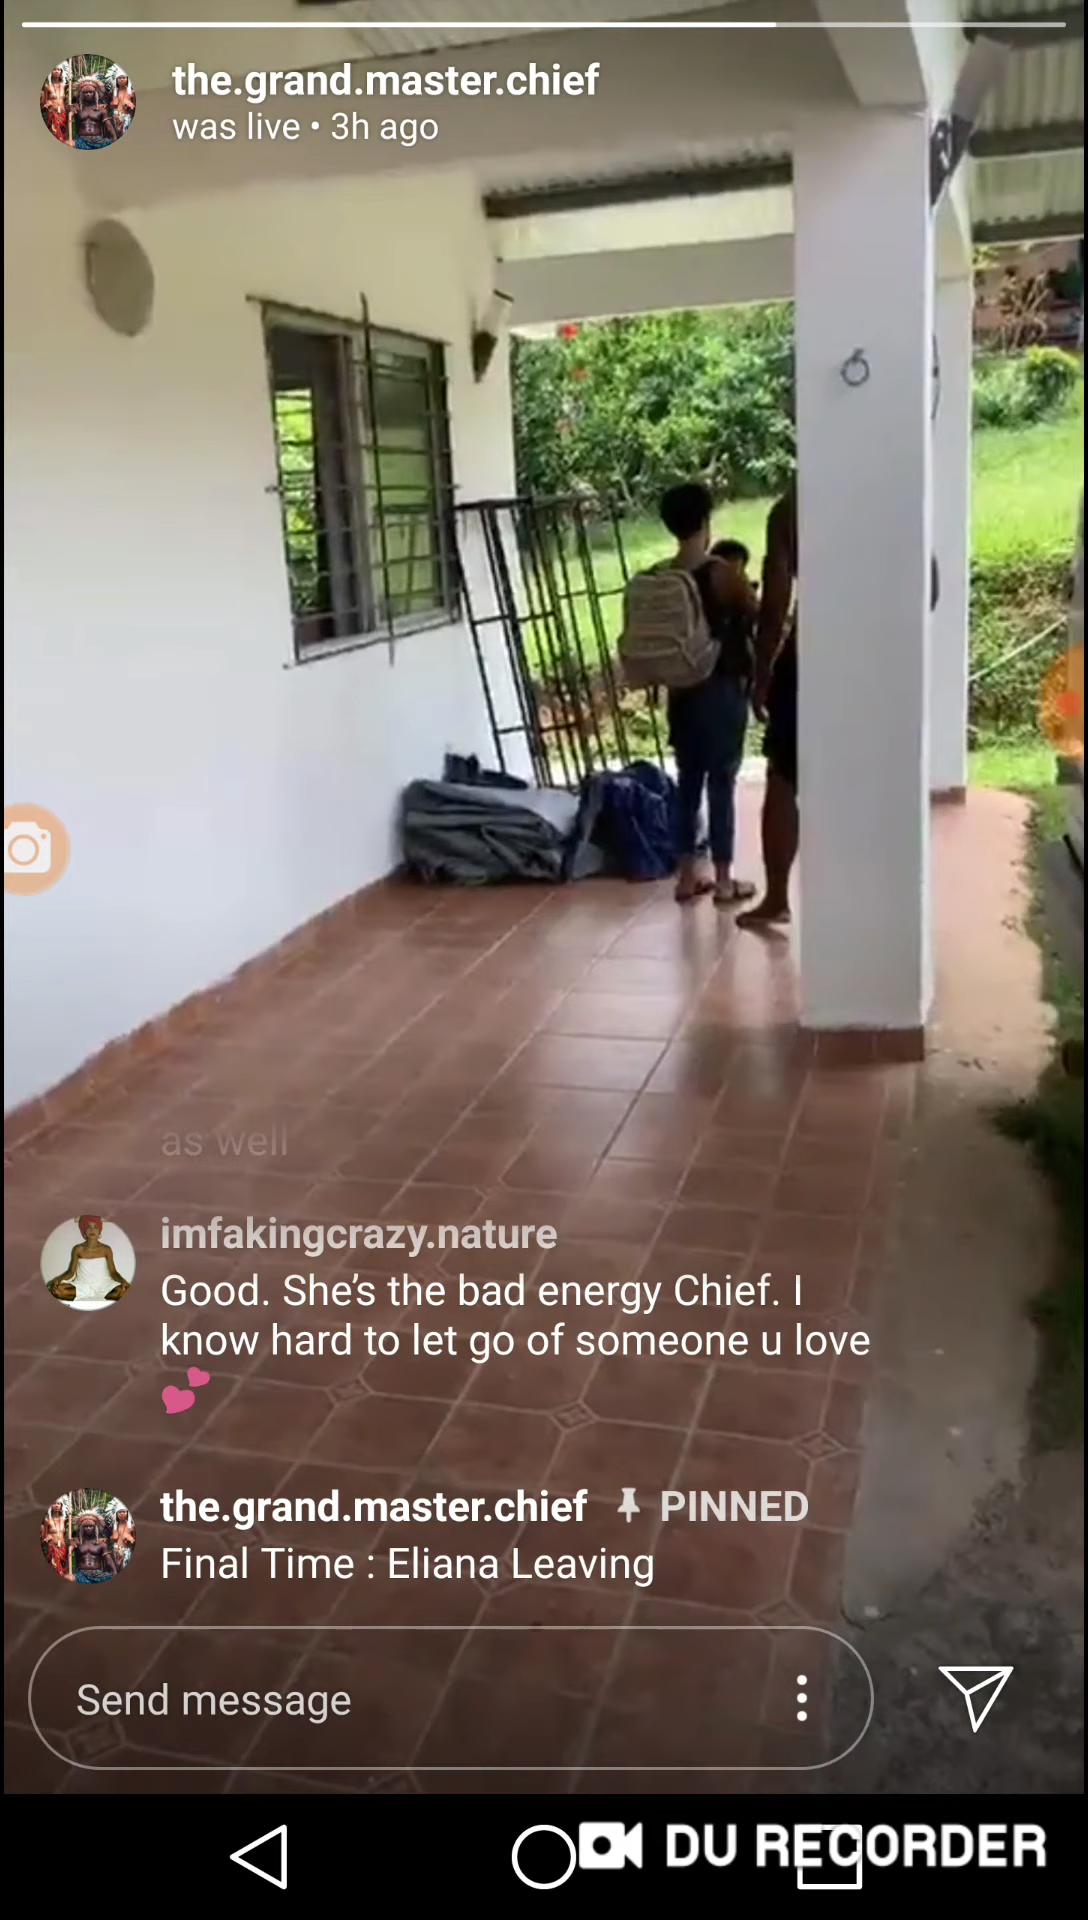 the.grand.master.chief
was live • 3h ago
as well
imfakingcrazy.nature
Good. She's the bad energy Chief. I
know hard to let go of someone u love
💕
the.grand.master.chief 📌 PINNED
Final Time : Eliana Leaving
Send message
DU RECORDER